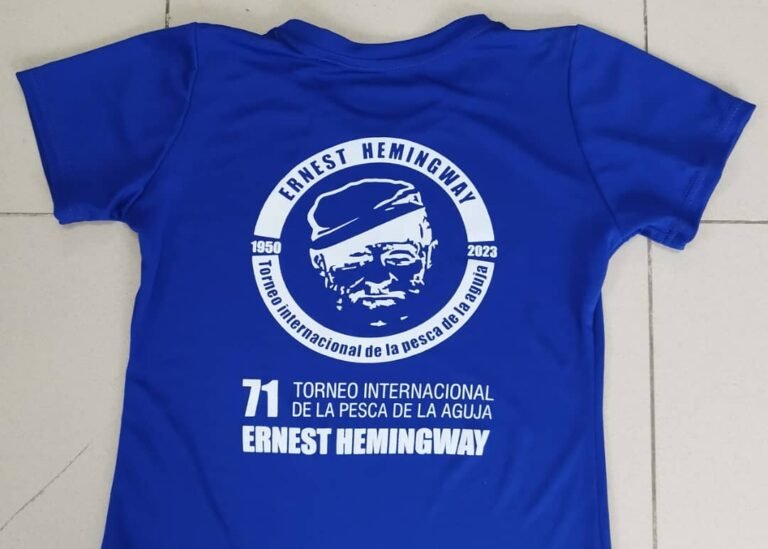 ERNEST HEMINGWAY
1950
2023
Torneo internacional de la pesca de la aguja
71 TORNEO INTERNACIONAL
DE LA PESCA DE LA AGUJA
ERNEST HEMINGWAY